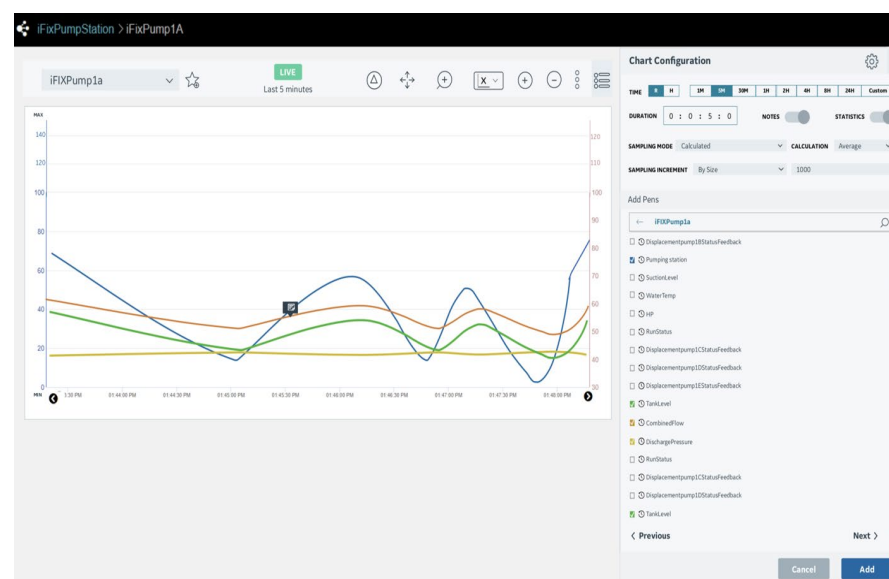 iFixPumpStation > iFixPump1A
iFIXPump1a
LIVE
Last 5 minutes
X
MAX
140
120
100
80
60
40
20
0
MIN
120
110
100
90
80
70
60
50
40
30
1:30 PM
01:44:00 PM
01:44:30 PM
01:45:00 PM
01:45:30 PM
01:46:00 PM
01:46:30 PM
01:47:00 PM
01:47:30 PM
01:48:00 PM
Chart Configuration
TIME R H 1M 5M 30M 1H 2H 4H 8H 24H Custom
DURATION 0 : 0 : 5 : 0 NOTES STATISTICS
SAMPLING MODE Calculated CALCULATION Average
SAMPLING INCREMENT By Size 1000
Add Pens
iFIXPump1a
Displacementpump1BStatusFeedback
Pumping station
SuctionLevel
WaterTemp
HP
RunStatus
Displacementpump1CStatusFeedback
Displacementpump1DStatusFeedback
Displacementpump1EStatusFeedback
TankLevel
CombinedFlow
DischargePressure
RunStatus
Displacementpump1CStatusFeedback
Displacementpump1DStatusFeedback
TankLevel
< Previous Next >
Cancel Add